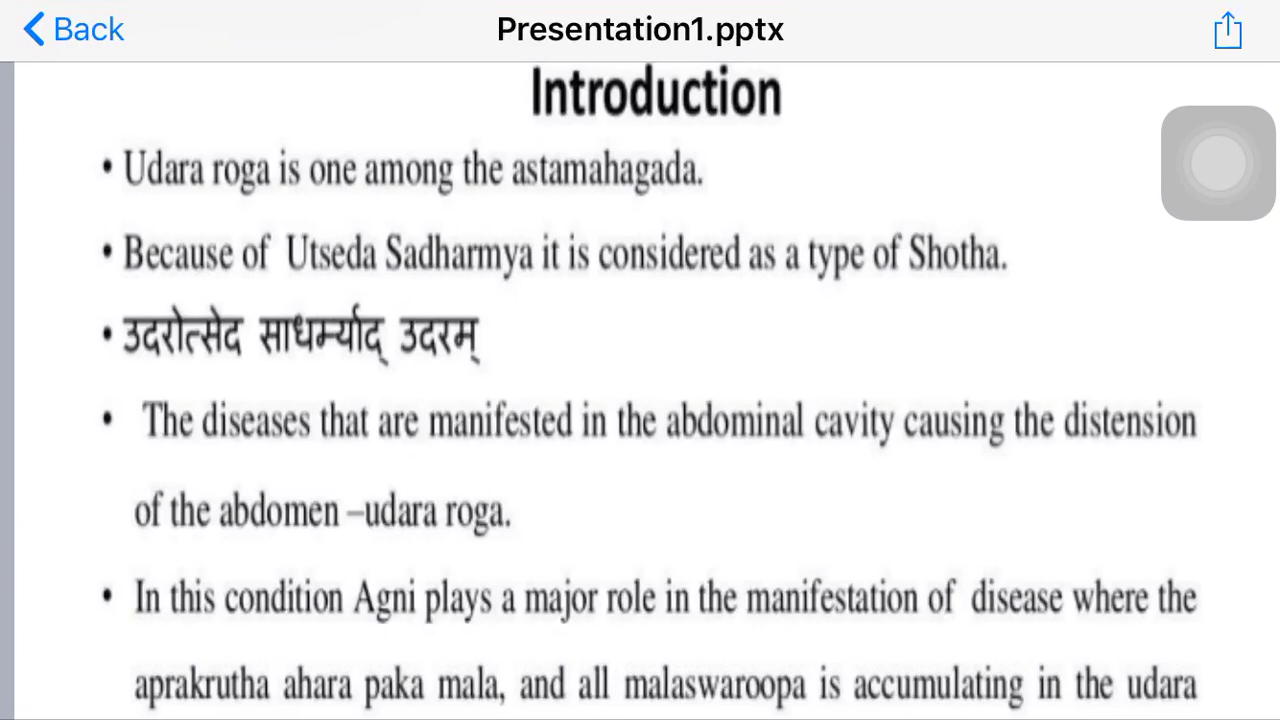 Back
Presentation1.pptx
Introduction
• Udara roga is one among the astamahagada.
• Because of Utseda Sadharmya it is considered as a type of Shotha.
• उदरोत्सेद साधर्म्याद् उदरम्
• The diseases that are manifested in the abdominal cavity causing the distension
of the abdomen –udara roga.
• In this condition Agni plays a major role in the manifestation of disease where the
aprakrutha ahara paka mala, and all malaswaroopa is accumulating in the udara